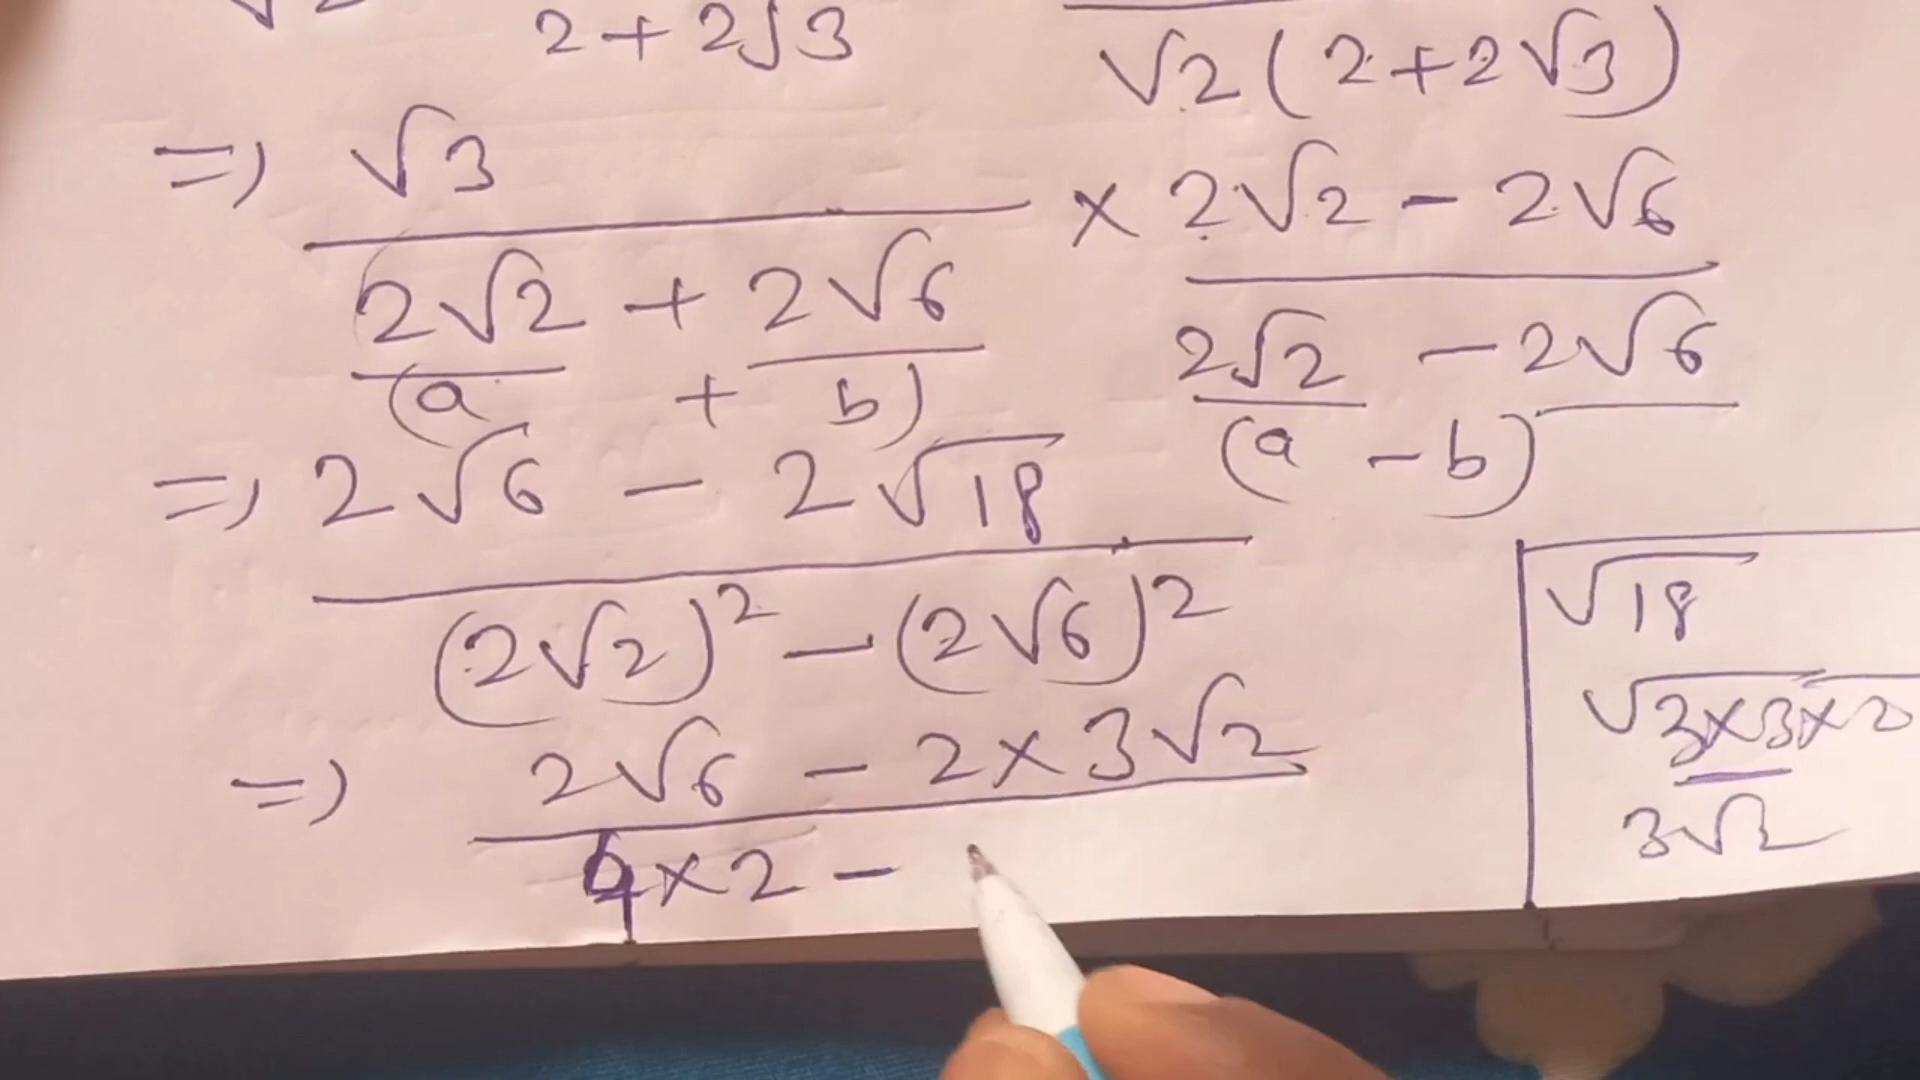 2 + 2√3
√2 ( 2 + 2√3 )
=) √3 × 2√2 - 2√6
2√2 + 2√6 2√2 - 2√6
(a + b) (a - b)
=) 2√6 - 2√18
(2√2)² - (2√6)²
√18
√3×3×2
3√2
=) 2√6 - 2×3√2
4×2 -